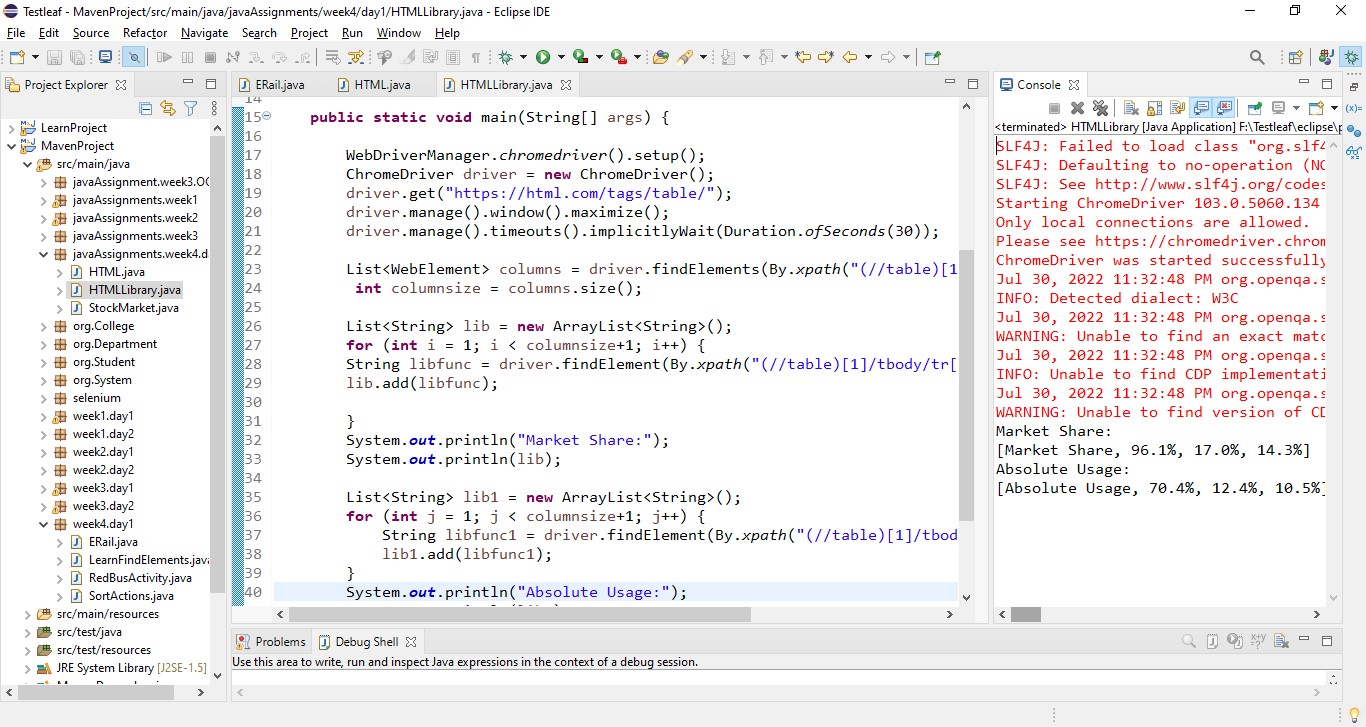 Testleaf - MavenProject/src/main/java/javaAssignments/week4/day1/HTMLLibrary.java - Eclipse IDE
File Edit Source Refactor Navigate Search Project Run Window Help
Project Explorer
LearnProject
MavenProject
src/main/java
javaAssignment.week3.OO
javaAssignments.week1
javaAssignments.week2
javaAssignments.week3
javaAssignments.week4.d
HTML.java
HTMLLibrary.java
StockMarket.java
org.College
org.Department
org.Student
org.System
selenium
week1.day1
week1.day2
week2.day1
week2.day2
week3.day1
week3.day2
week4.day1
ERail.java
LearnFindElements.java
RedBusActivity.java
SortActions.java
src/main/resources
src/test/java
src/test/resources
JRE System Library [J2SE-1.5]
ERail.java HTML.java HTMLLibrary.java
14
15 public static void main(String[] args) {
16
17 WebDriverManager.chromedriver().setup();
18 ChromeDriver driver = new ChromeDriver();
19 driver.get("https://html.com/tags/table/");
20 driver.manage().window().maximize();
21 driver.manage().timeouts().implicitlyWait(Duration.ofSeconds(30));
22
23 List<WebElement> columns = driver.findElements(By.xpath("(//table)[1
24 int columnsize = columns.size();
25
26 List<String> lib = new ArrayList<String>();
27 for (int i = 1; i < columnsize+1; i++) {
28 String libfunc = driver.findElement(By.xpath("(//table)[1]/tbody/tr[
29 lib.add(libfunc);
30
31 }
32 System.out.println("Market Share:");
33 System.out.println(lib);
34
35 List<String> lib1 = new ArrayList<String>();
36 for (int j = 1; j < columnsize+1; j++) {
37 String libfunc1 = driver.findElement(By.xpath("(//table)[1]/tbod
38 lib1.add(libfunc1);
39 }
40 System.out.println("Absolute Usage:");
Console
<terminated> HTMLLibrary [Java Application] F:\Testleaf\eclipse\p
SLF4J: Failed to load class "org.slf4
SLF4J: Defaulting to no-operation (NO
SLF4J: See http://www.slf4j.org/codes
Starting ChromeDriver 103.0.5060.134
Only local connections are allowed.
Please see https://chromedriver.chrom
ChromeDriver was started successfully
Jul 30, 2022 11:32:48 PM org.openqa.s
INFO: Detected dialect: W3C
Jul 30, 2022 11:32:48 PM org.openqa.s
WARNING: Unable to find an exact matc
Jul 30, 2022 11:32:48 PM org.openqa.s
INFO: Unable to find CDP implementati
Jul 30, 2022 11:32:48 PM org.openqa.s
WARNING: Unable to find version of CD
Market Share:
[Market Share, 96.1%, 17.0%, 14.3%]
Absolute Usage:
[Absolute Usage, 70.4%, 12.4%, 10.5%]
Problems Debug Shell
Use this area to write, run and inspect Java expressions in the context of a debug session.